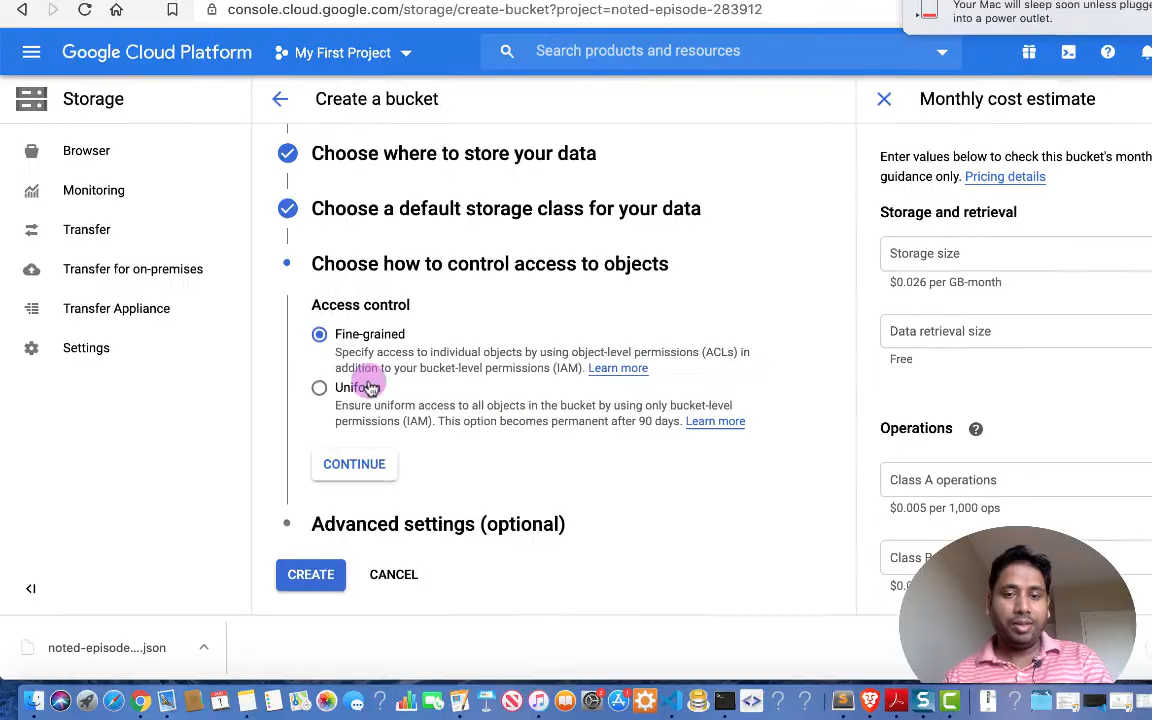 console.cloud.google.com/storage/create-bucket?project=noted-episode-283912
Your Mac will sleep soon unless plugge
into a power outlet.
Google Cloud Platform
My First Project
Search products and resources
Storage
Create a bucket
Monthly cost estimate
Browser
Monitoring
Transfer
Transfer for on-premises
Transfer Appliance
Settings
Choose where to store your data
Choose a default storage class for your data
Choose how to control access to objects
Access control
Fine-grained
Specify access to individual objects by using object-level permissions (ACLs) in
addition to your bucket-level permissions (IAM). Learn more
Ensure uniform access to all objects in the bucket by using only bucket-level
permissions (IAM). This option becomes permanent after 90 days. Learn more
CONTINUE
Advanced settings (optional)
CREATE
CANCEL
Enter values below to check this bucket's month
guidance only. Pricing details
Storage and retrieval
Storage size
$0.026 per GB-month
Data retrieval size
Free
Operations
Class A operations
$0.005 per 1,000 ops
Class
noted-episode....json